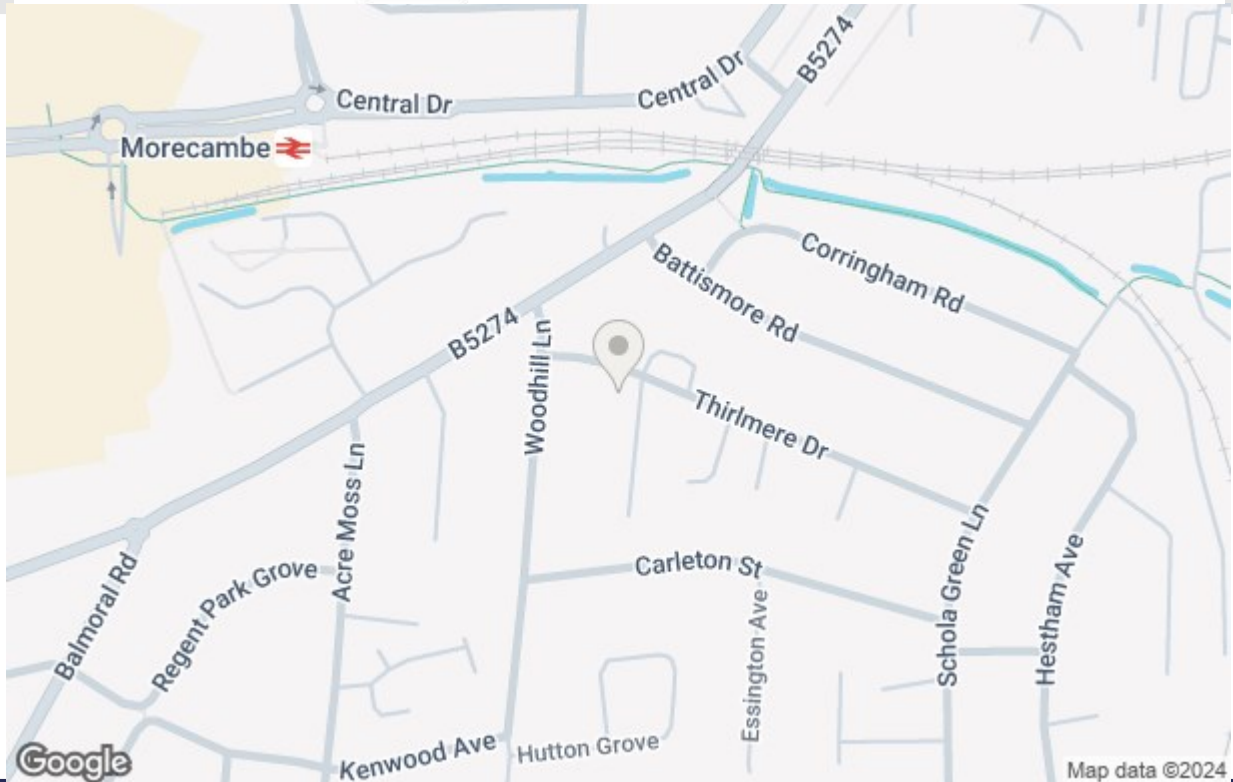 Central Dr
Central Dr
B5274
Morecambe
Corringham Rd
Battismore Rd
B5274
Woodhill Ln
Thirlmere Dr
Acre Moss Ln
Schola Green Ln
Hestham Ave
Carleton St
Regent Park Grove
Balmoral Rd
Essington Ave
Kenwood Ave
Hutton Grove
Google
Map data ©2024